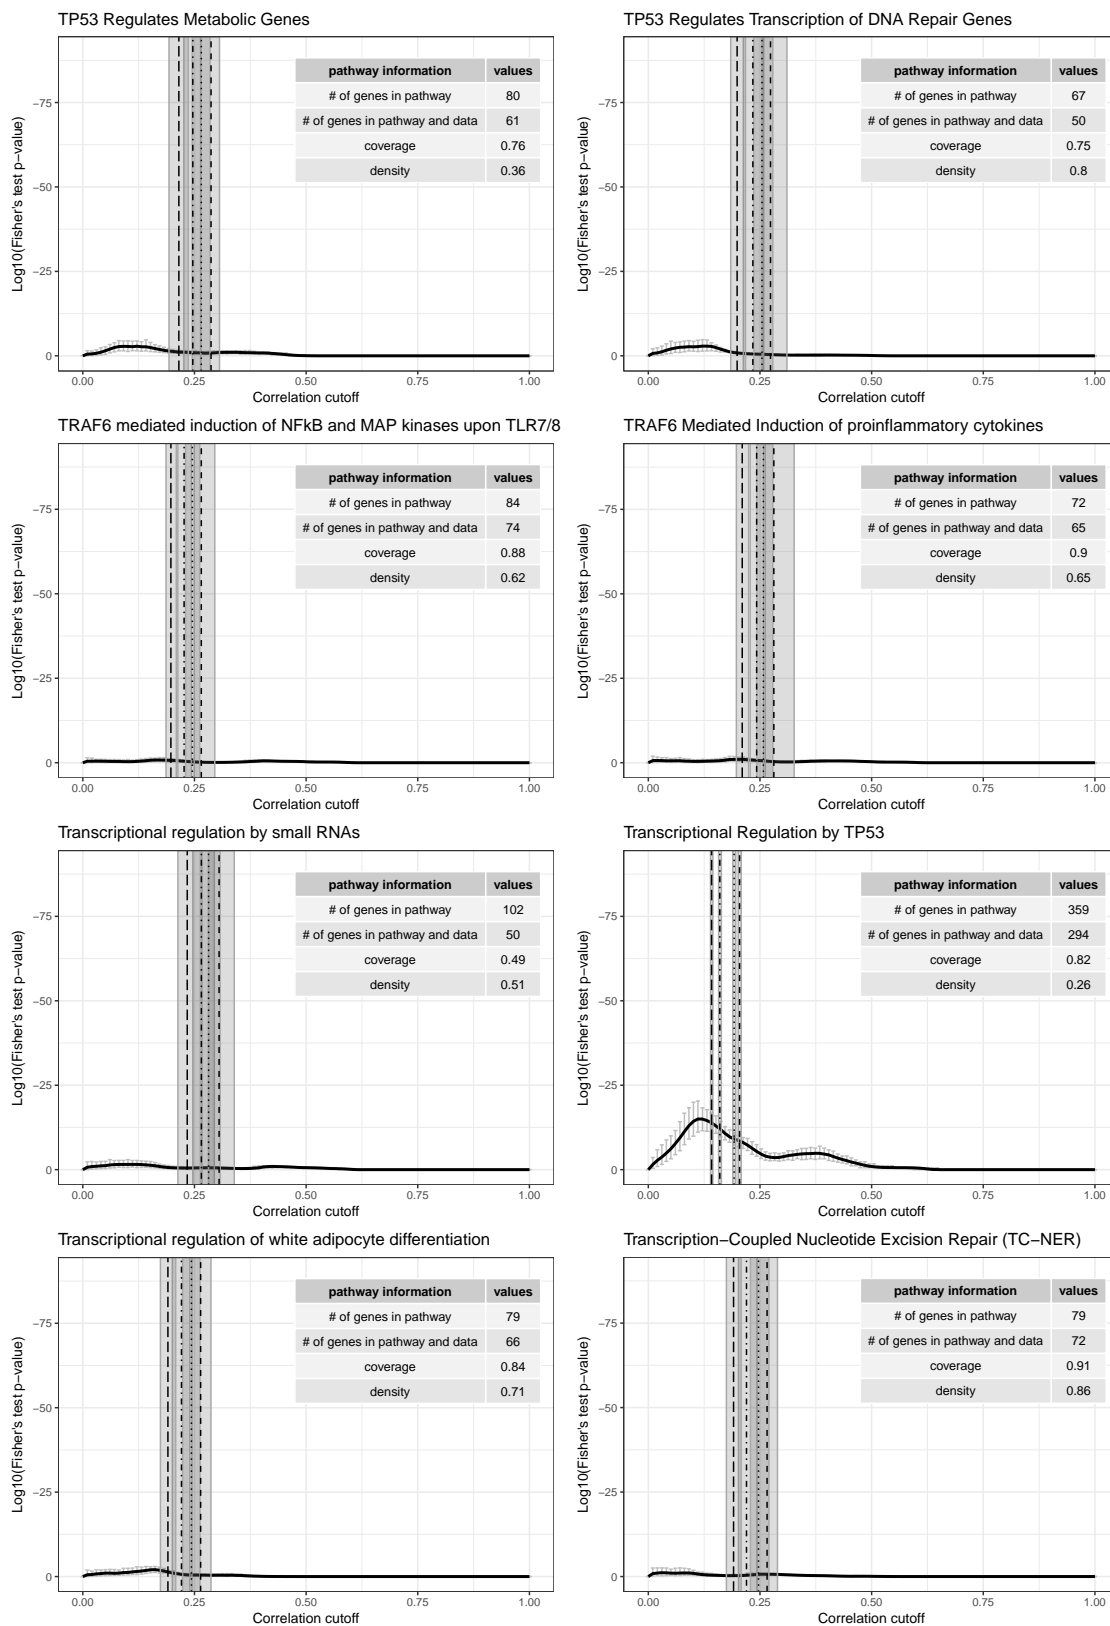 TP53 Regulates Metabolic Genes
Log10(Fisher's test p−value)
−75
−50
−25
0
pathway information values
# of genes in pathway 80
# of genes in pathway and data 61
coverage 0.76
density 0.36
0.00 0.25 0.50 0.75 1.00
Correlation cutoff
TP53 Regulates Transcription of DNA Repair Genes
Log10(Fisher's test p−value)
−75
−50
−25
0
pathway information values
# of genes in pathway 67
# of genes in pathway and data 50
coverage 0.75
density 0.8
0.00 0.25 0.50 0.75 1.00
Correlation cutoff
TRAF6 mediated induction of NFkB and MAP kinases upon TLR7/8
Log10(Fisher's test p−value)
−75
−50
−25
0
pathway information values
# of genes in pathway 84
# of genes in pathway and data 74
coverage 0.88
density 0.62
0.00 0.25 0.50 0.75 1.00
Correlation cutoff
TRAF6 Mediated Induction of proinflammatory cytokines
Log10(Fisher's test p−value)
−75
−50
−25
0
pathway information values
# of genes in pathway 72
# of genes in pathway and data 65
coverage 0.9
density 0.65
0.00 0.25 0.50 0.75 1.00
Correlation cutoff
Transcriptional regulation by small RNAs
Log10(Fisher's test p−value)
−75
−50
−25
0
pathway information values
# of genes in pathway 102
# of genes in pathway and data 50
coverage 0.49
density 0.51
0.00 0.25 0.50 0.75 1.00
Correlation cutoff
Transcriptional Regulation by TP53
Log10(Fisher's test p−value)
−75
−50
−25
0
pathway information values
# of genes in pathway 359
# of genes in pathway and data 294
coverage 0.82
density 0.26
0.00 0.25 0.50 0.75 1.00
Correlation cutoff
Transcriptional regulation of white adipocyte differentiation
Log10(Fisher's test p−value)
−75
−50
−25
0
pathway information values
# of genes in pathway 79
# of genes in pathway and data 66
coverage 0.84
density 0.71
0.00 0.25 0.50 0.75 1.00
Correlation cutoff
Transcription−Coupled Nucleotide Excision Repair (TC−NER)
Log10(Fisher's test p−value)
−75
−50
−25
0
pathway information values
# of genes in pathway 79
# of genes in pathway and data 72
coverage 0.91
density 0.86
0.00 0.25 0.50 0.75 1.00
Correlation cutoff